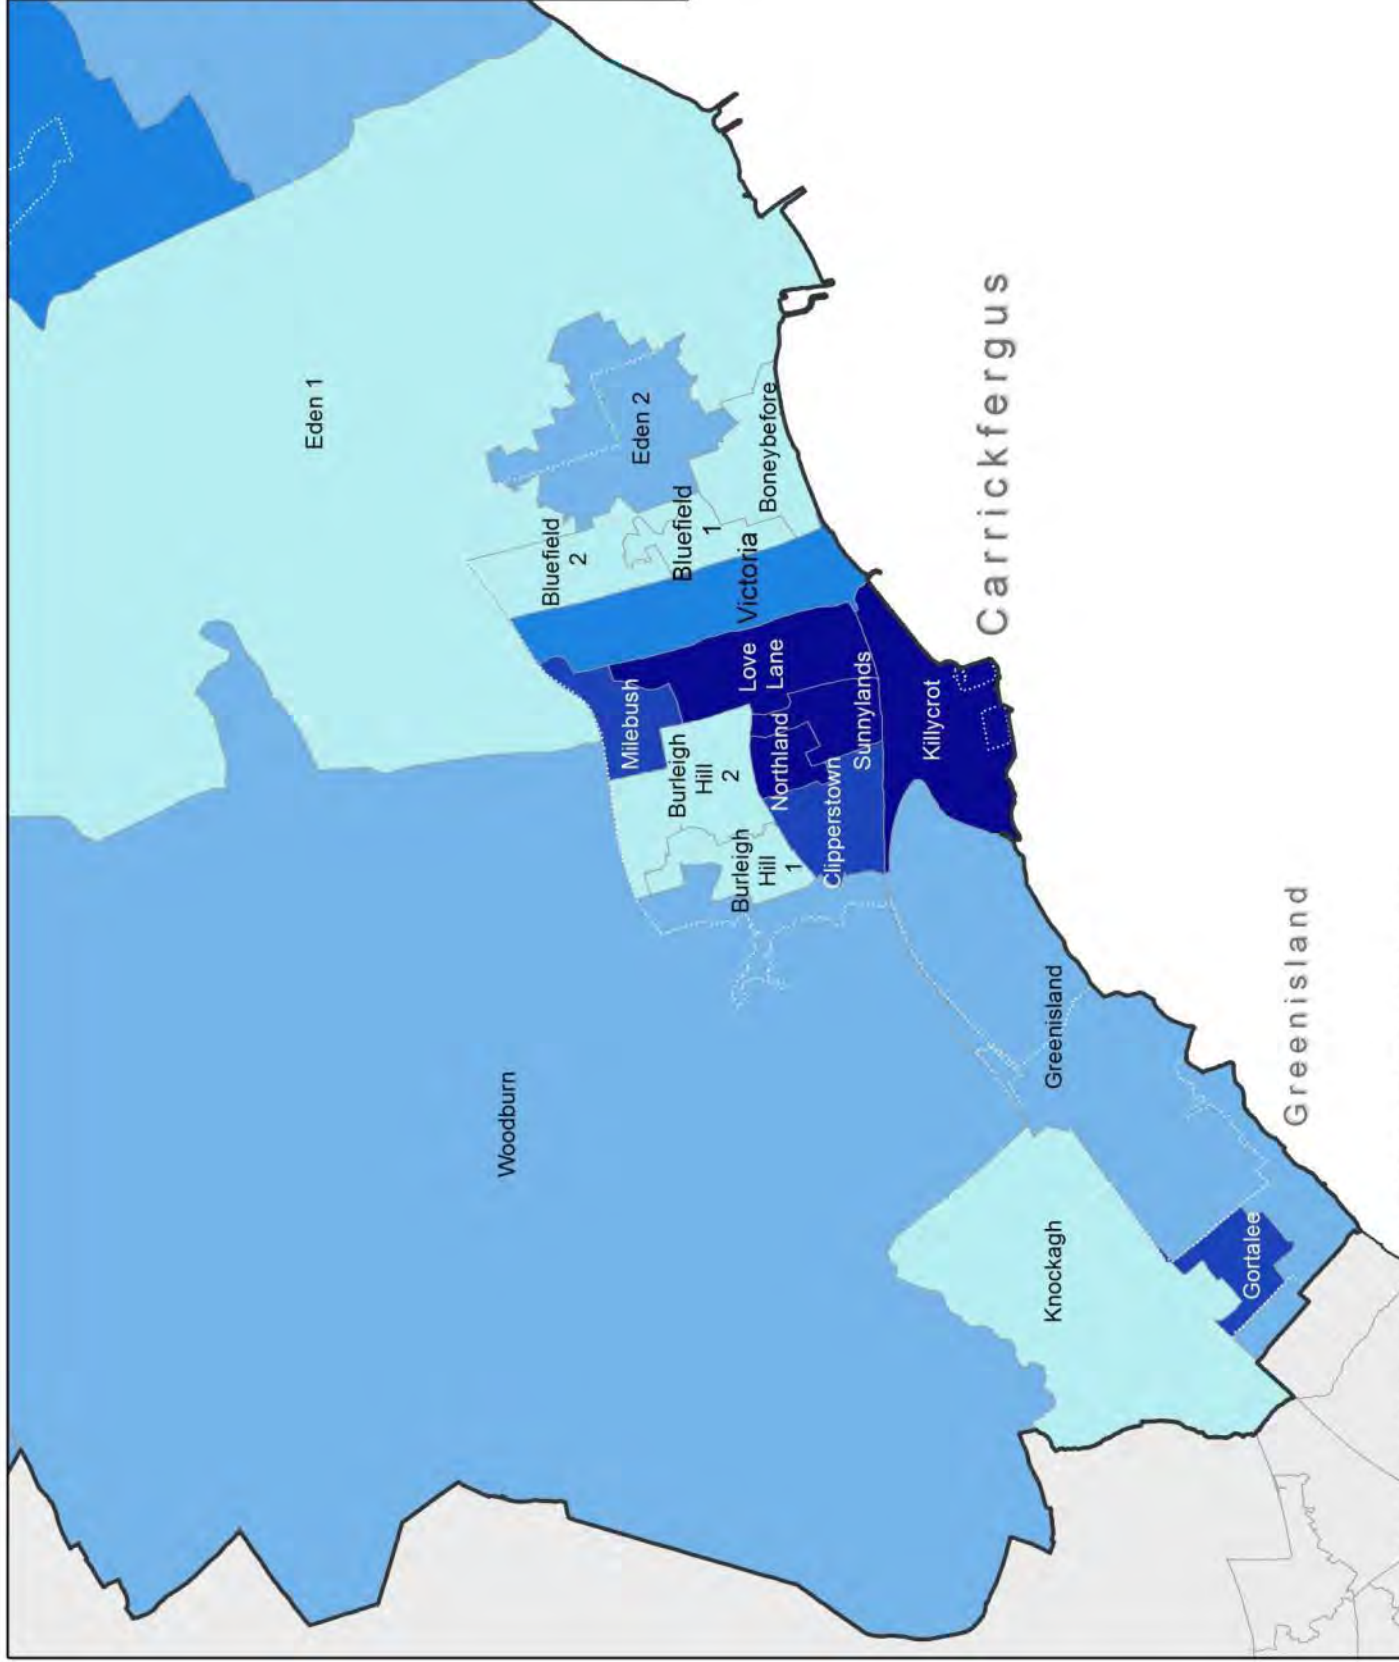 Woodburn
Eden 1
Bluefield
2
Eden 2
Milebush
Bluefield
1
Burleigh
Hill
2
Burleigh
Hill
1
Victoria
Boneybefore
Love
Lane
Northland
Clipperstown
Sunnylands
Killycrot
Carrickfergus
Knockagh
Greenisland
Gortalee
Greenisland